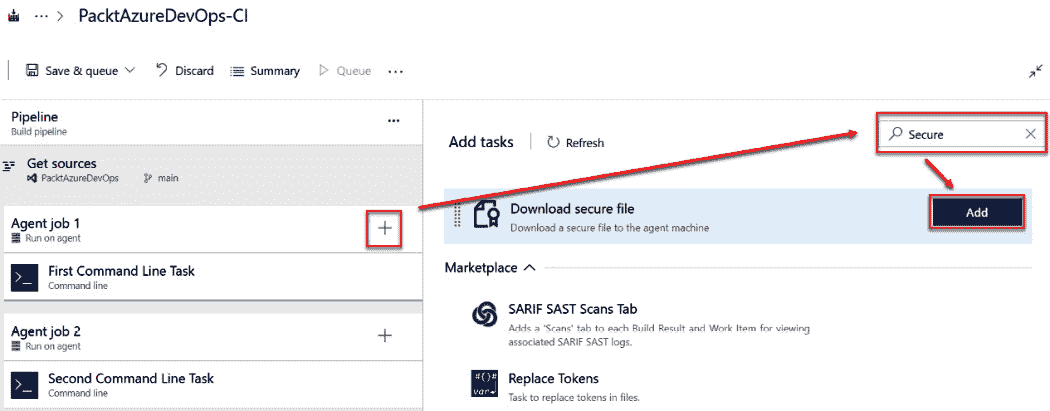 ··· > PacktAzureDevOps-CI
Save & queue Discard Summary Queue ···
Pipeline ···
Build pipeline
Get sources
PacktAzureDevOps main
Agent job 1 +
Run on agent
First Command Line Task
Command line
Agent job 2 +
Run on agent
Second Command Line Task
Command line
Add tasks Refresh Secure
Download secure file
Download a secure file to the agent machine
Add
Marketplace
SARIF SAST Scans Tab
Adds a 'Scans' tab to each Build Result and Work Item for viewing
associated SARIF SAST logs.
#{}#
var
Replace Tokens
Task to replace tokens in files.